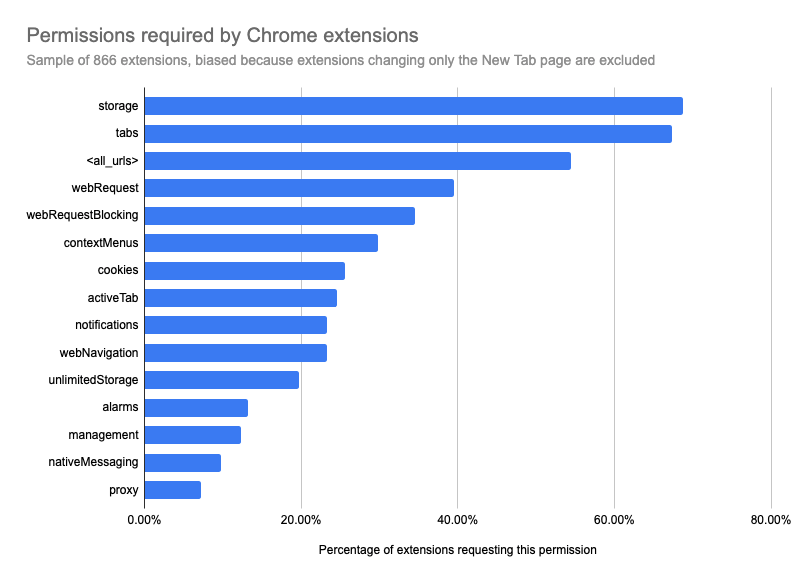 Permissions required by Chrome extensions
Sample of 866 extensions, biased because extensions changing only the New Tab page are excluded
storage
tabs
<all_urls>
webRequest
webRequestBlocking
contextMenus
cookies
activeTab
notifications
webNavigation
unlimitedStorage
alarms
management
nativeMessaging
proxy
0.00% 20.00% 40.00% 60.00% 80.00%
Percentage of extensions requesting this permission